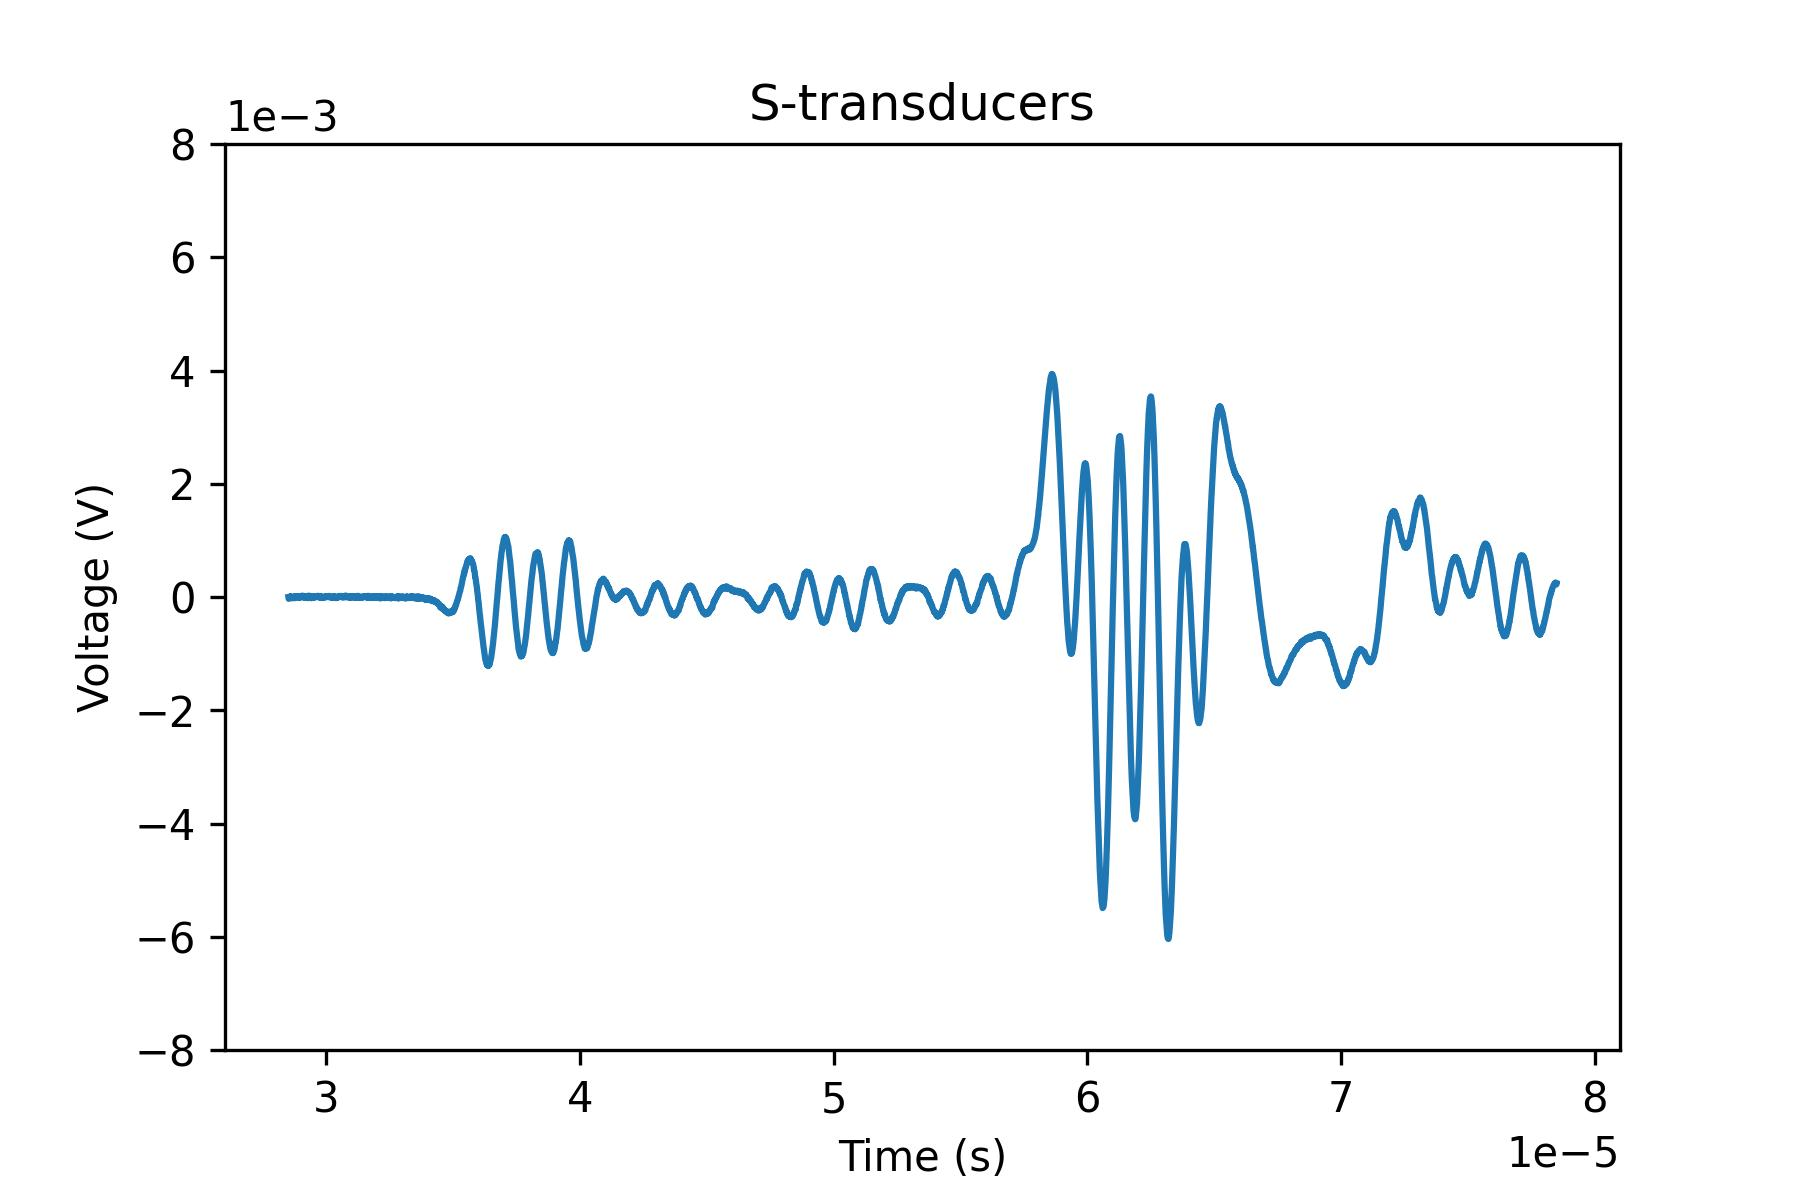 S-transducers
1e−3
8
6
4
2
0
−2
−4
−6
−8
Voltage (V)
3 4 5 6 7 8
Time (s)
1e−5